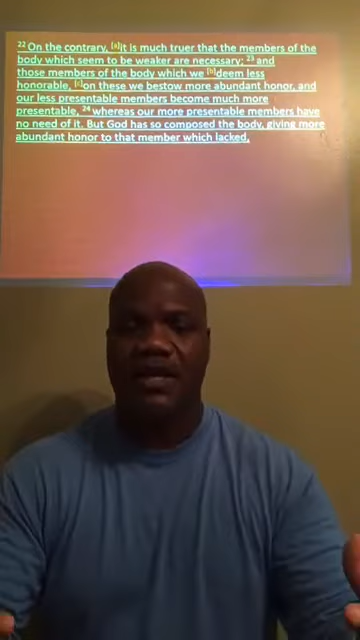 22 On the contrary, [a]it is much truer that the members of the
body which seem to be weaker are necessary; 23 and
those members of the body which we [b]deem less
honorable, [c]on these we bestow more abundant honor, and
our less presentable members become much more
presentable, 24 whereas our more presentable members have
no need of it. But God has so composed the body, giving more
abundant honor to that member which lacked,